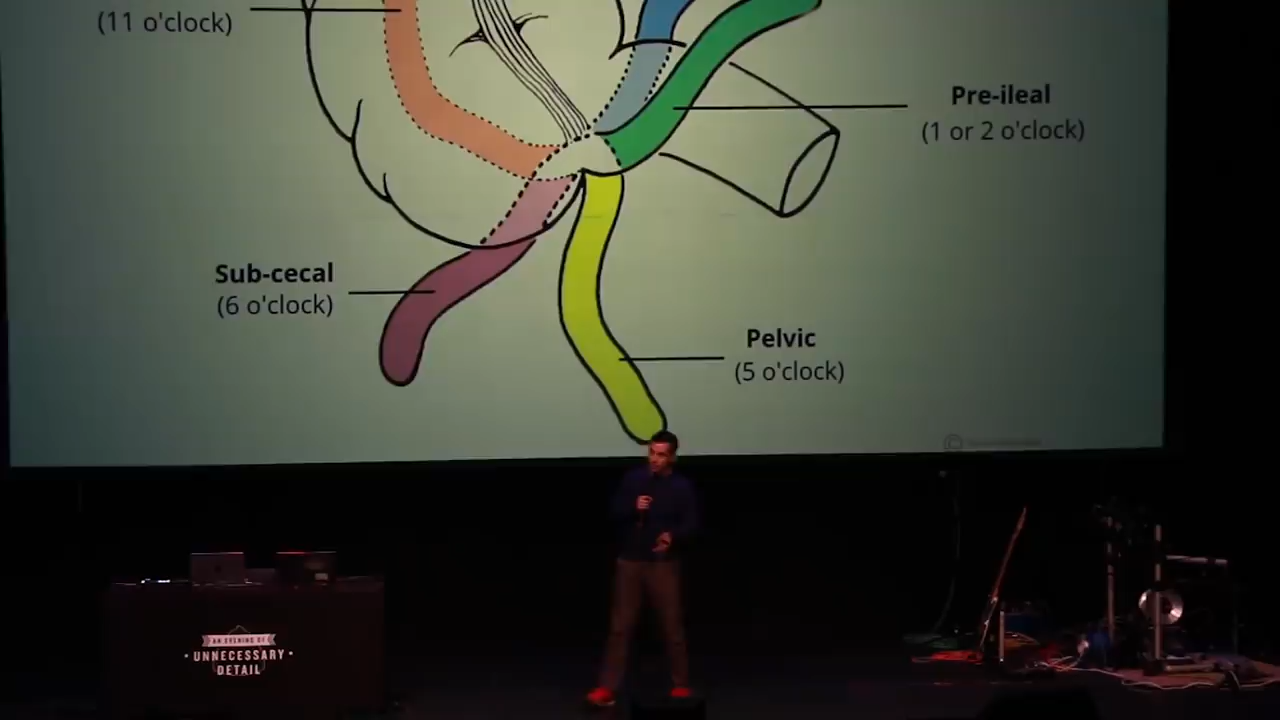 (11 o'clock)
Pre-ileal
(1 or 2 o'clock)
Sub-cecal
(6 o'clock)
Pelvic
(5 o'clock)
©
AN EVENING OF
UNNECESSARY
DETAIL